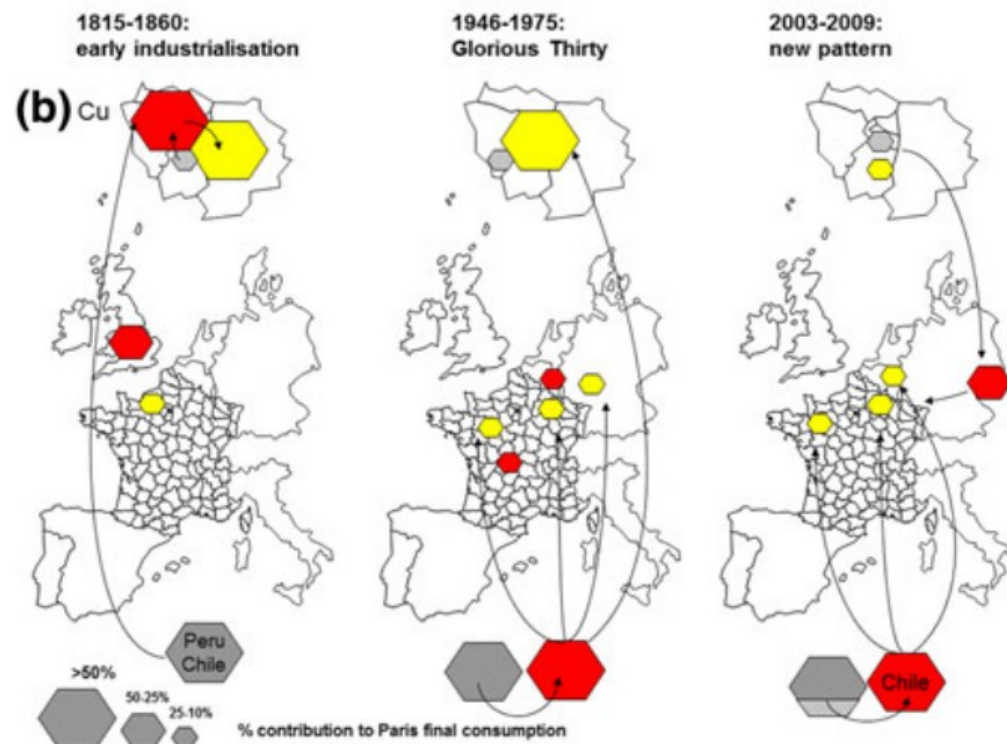 1815-1860:
early industrialisation
1946-1975:
Glorious Thirty
2003-2009:
new pattern
(b) Cu
Peru
Chile
Chile
>50%
50-25%
25-10%
% contribution to Paris final consumption